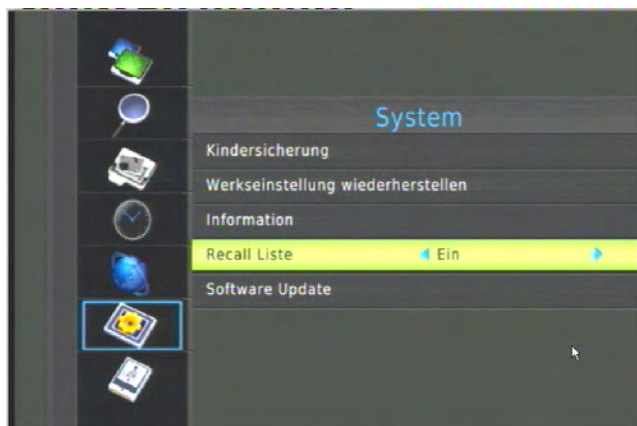 System
Kindersicherung
Werkseinstellung wiederherstellen
Information
Recall Liste Ein
Software Update